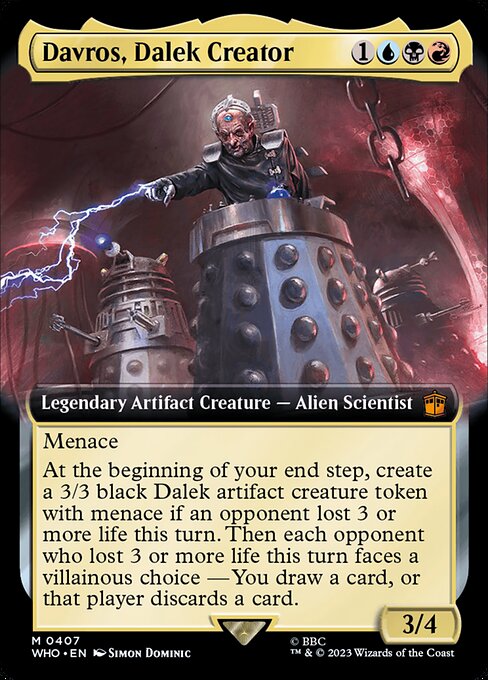 Davros, Dalek Creator 1
Legendary Artifact Creature — Alien Scientist
Menace
At the beginning of your end step, create
a 3/3 black Dalek artifact creature token
with menace if an opponent lost 3 or
more life this turn. Then each opponent
who lost 3 or more life this turn faces a
villainous choice — You draw a card, or
that player discards a card.
3/4
M 0407
WHO • EN Simon Dominic
© BBC
™ & © 2023 Wizards of the Coast